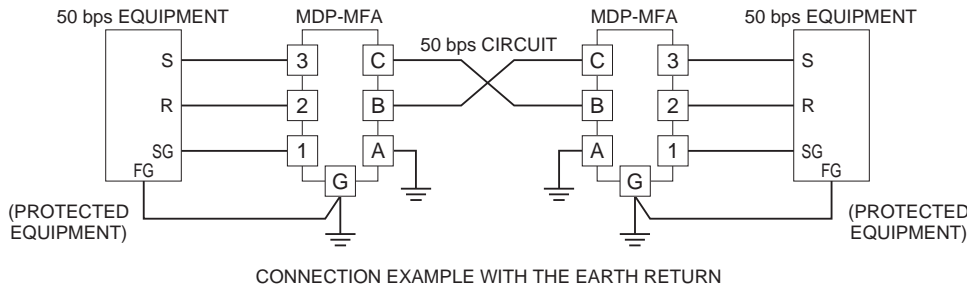 50 bps EQUIPMENT
MDP-MFA
MDP-MFA
50 bps EQUIPMENT
50 bps CIRCUIT
S
3
C
C
3
S
R
2
B
B
2
R
SG
1
A
A
1
SG
FG
G
G
FG
(PROTECTED
EQUIPMENT)
(PROTECTED
EQUIPMENT)
CONNECTION EXAMPLE WITH THE EARTH RETURN